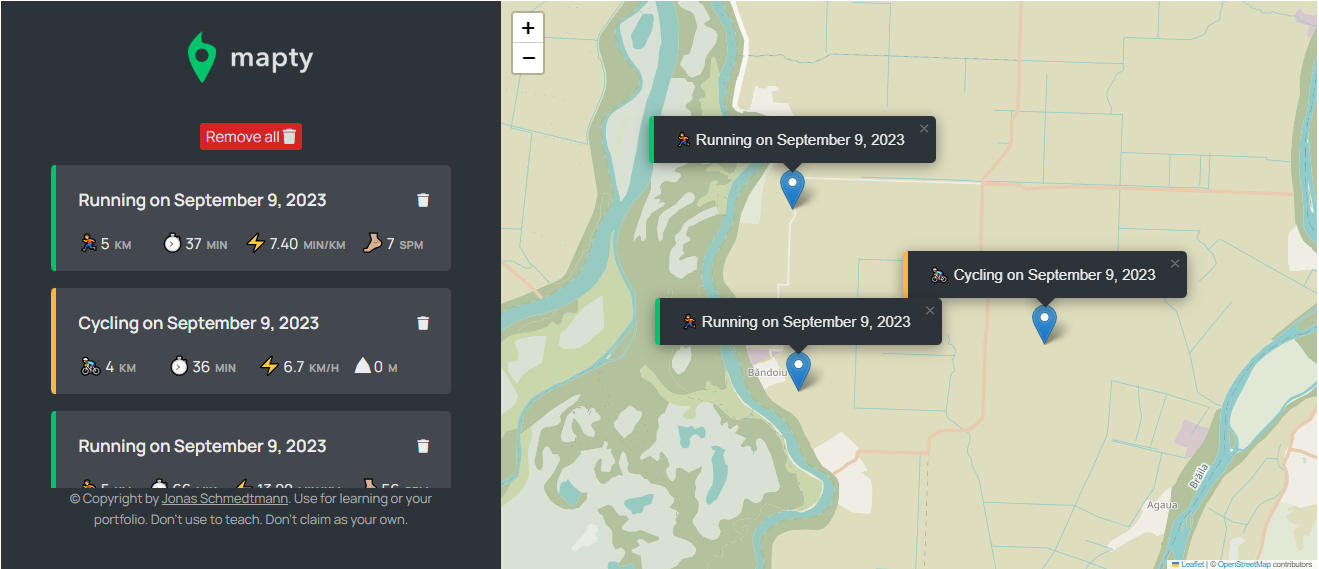 mapty
Remove all
Running on September 9, 2023
5 KM 37 MIN 7.40 MIN/KM 7 SPM
Cycling on September 9, 2023
4 KM 36 MIN 6.7 KM/H 0 M
Running on September 9, 2023
© Copyright by Jonas Schmedtmann. Use for learning or your
portfolio. Don't use to teach. Don't claim as your own.
+
−
Running on September 9, 2023 ×
Cycling on September 9, 2023 ×
Running on September 9, 2023 ×
Băndoiu
Brăila
Agaua
Leaflet | © OpenStreetMap contributors